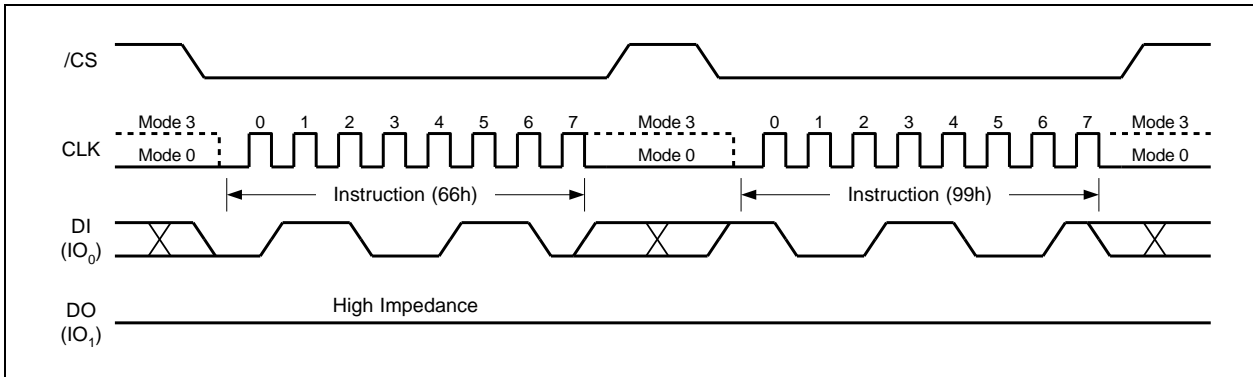 /CS
Mode 3 0 1 2 3 4 5 6 7 Mode 3 0 1 2 3 4 5 6 7 Mode 3
CLK
Mode 0 Mode 0 Mode 0
Instruction (66h) Instruction (99h)
DI
(IO0)
High Impedance
DO
(IO1)